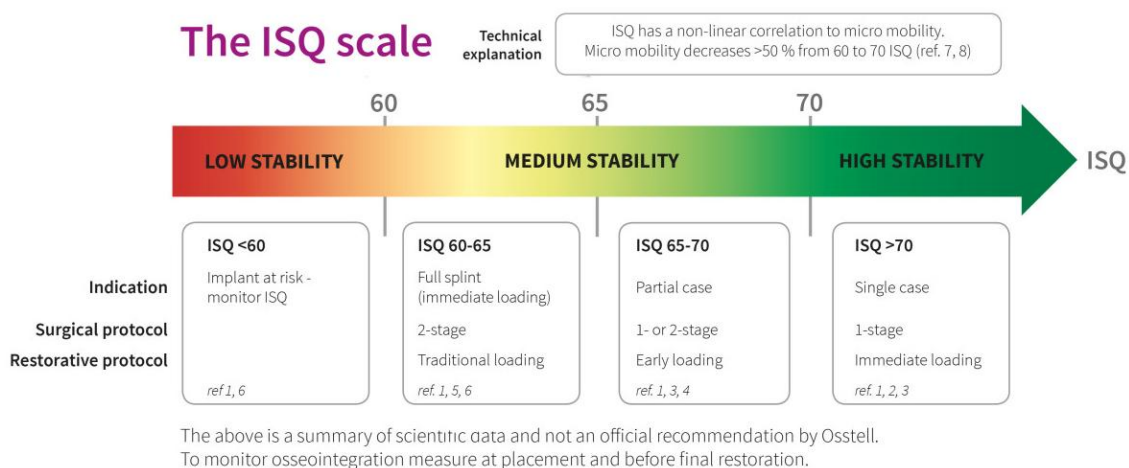 The ISQ scale
Technical
explanation
ISQ has a non-linear correlation to micro mobility.
Micro mobility decreases >50 % from 60 to 70 ISQ (ref. 7, 8)
60
65
70
LOW STABILITY
MEDIUM STABILITY
HIGH STABILITY
ISQ
ISQ <60
ISQ 60-65
ISQ 65-70
ISQ >70
Indication
Implant at risk -
monitor ISQ
Full splint
(immediate loading)
Partial case
Single case
Surgical protocol
2-stage
1- or 2-stage
1-stage
Restorative protocol
Traditional loading
Early loading
Immediate loading
ref 1, 6
ref. 1, 5, 6
ref. 1, 3, 4
ref. 1, 2, 3
The above is a summary of scientific data and not an official recommendation by Osstell.
To monitor osseointegration measure at placement and before final restoration.